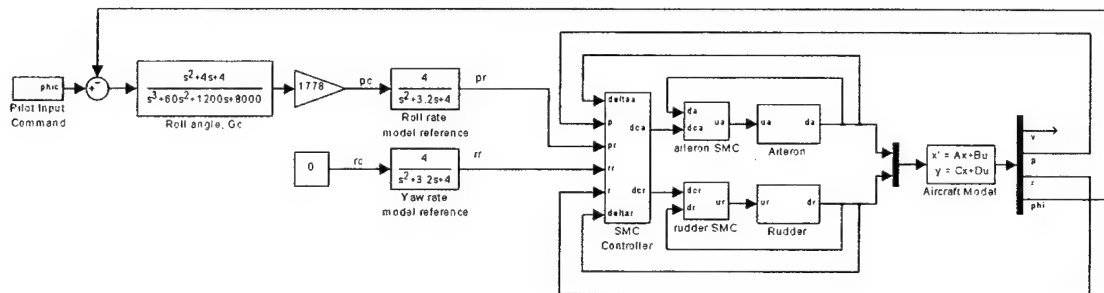 phic
Pilot Input
Command
s²+4s+4
s³+60s²+1200s+8000
Roll angle, Gc
1778
pc
4
s²+3.2s+4
Roll rate
model reference
pr
0
rc
4
s²+3.2s+4
Yaw rate
model reference
rr
deltaa
p
pr
rr
r
deltar
dca
dcr
SMC
Controller
da
dca
ua
aileron SMC
ua
da
Aileron
dcr
dr
ur
rudder SMC
ur
dr
Rudder
x' = Ax+Bu
y = Cx+Du
Aircraft Model
v
p
r
phi